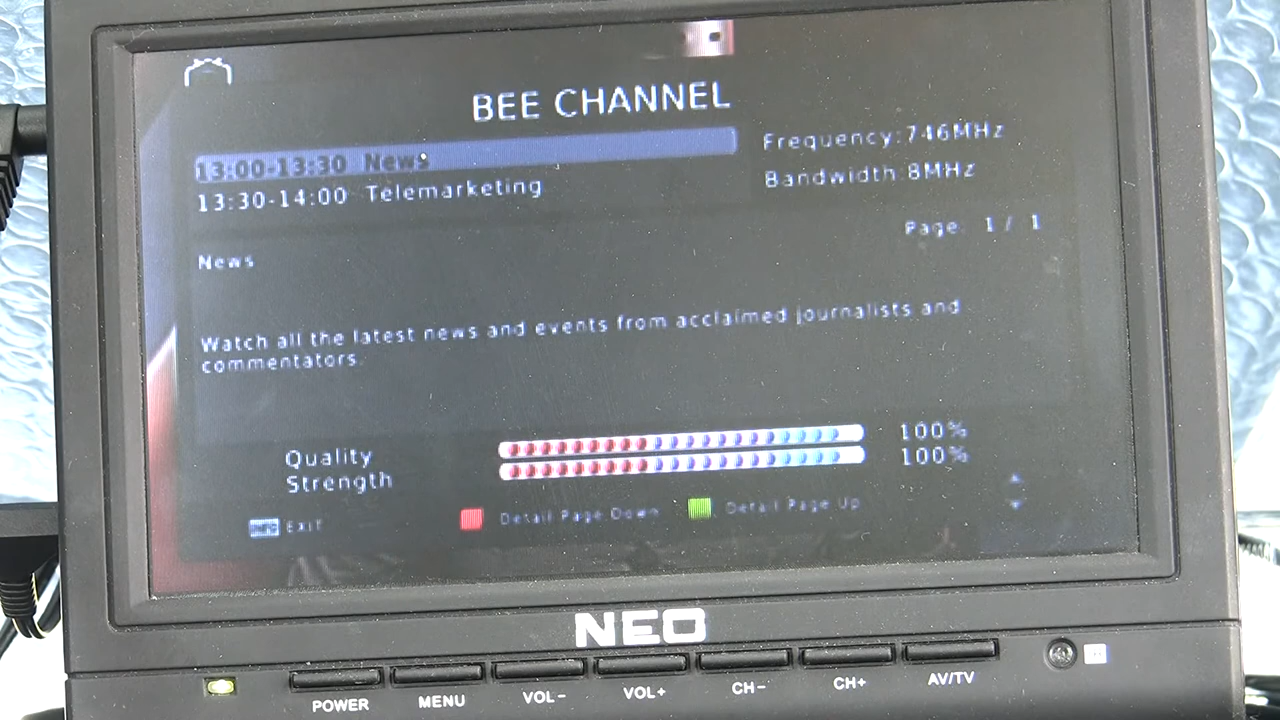 BEE CHANNEL
13:00-13:30 News
13:30-14:00 Telemarketing
Frequency:746MHz
Bandwidth:8MHz
Page: 1 / 1
News
Watch all the latest news and events from acclaimed journalists and
commentators.
Quality 100%
Strength 100%
INFO Exit Detail Page Down Detail Page Up
NEO
POWER MENU VOL- VOL+ CH- CH+ AV/TV